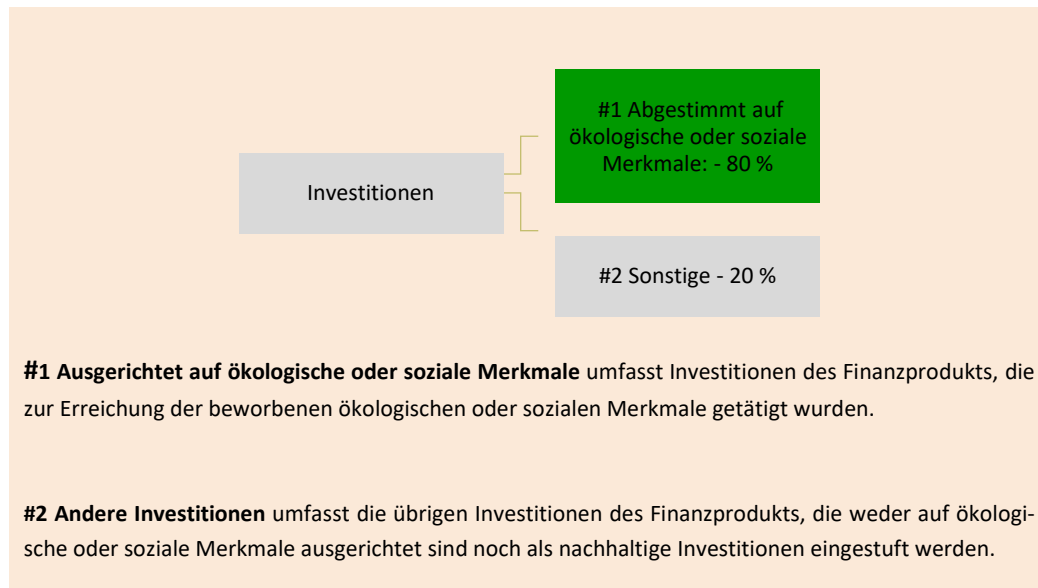 #1 Abgestimmt auf
ökologische oder soziale
Merkmale: - 80 %
Investitionen
#2 Sonstige - 20 %
#1 Ausgerichtet auf ökologische oder soziale Merkmale umfasst Investitionen des Finanzprodukts, die
zur Erreichung der beworbenen ökologischen oder sozialen Merkmale getätigt wurden.
#2 Andere Investitionen umfasst die übrigen Investitionen des Finanzprodukts, die weder auf ökologi-
sche oder soziale Merkmale ausgerichtet sind noch als nachhaltige Investitionen eingestuft werden.